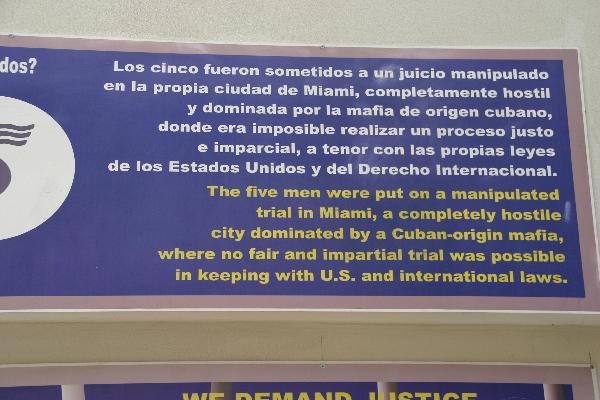 dos?
Los cinco fueron sometidos a un juicio manipulado
en la propia ciudad de Miami, completamente hostil
y dominada por la mafia de origen cubano,
donde era imposible realizar un proceso justo
e imparcial, a tenor con las propias leyes
de los Estados Unidos y del Derecho Internacional.
The five men were put on a manipulated
trial in Miami, a completely hostile
city dominated by a Cuban-origin mafia,
where no fair and impartial trial was possible
in keeping with U.S. and international laws.
WE DEMAND JUSTICE